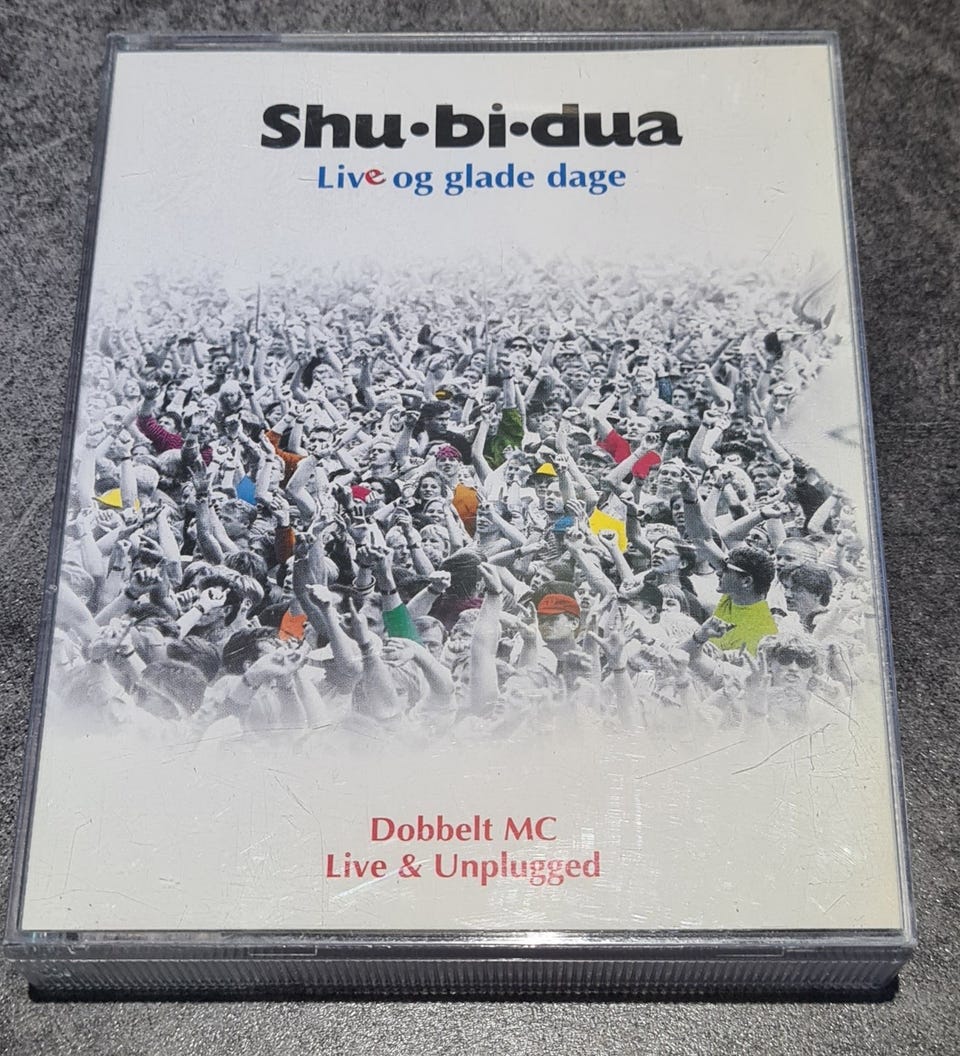 Shu•bi•dua
Live og glade dage
Dobbelt MC
Live & Unplugged